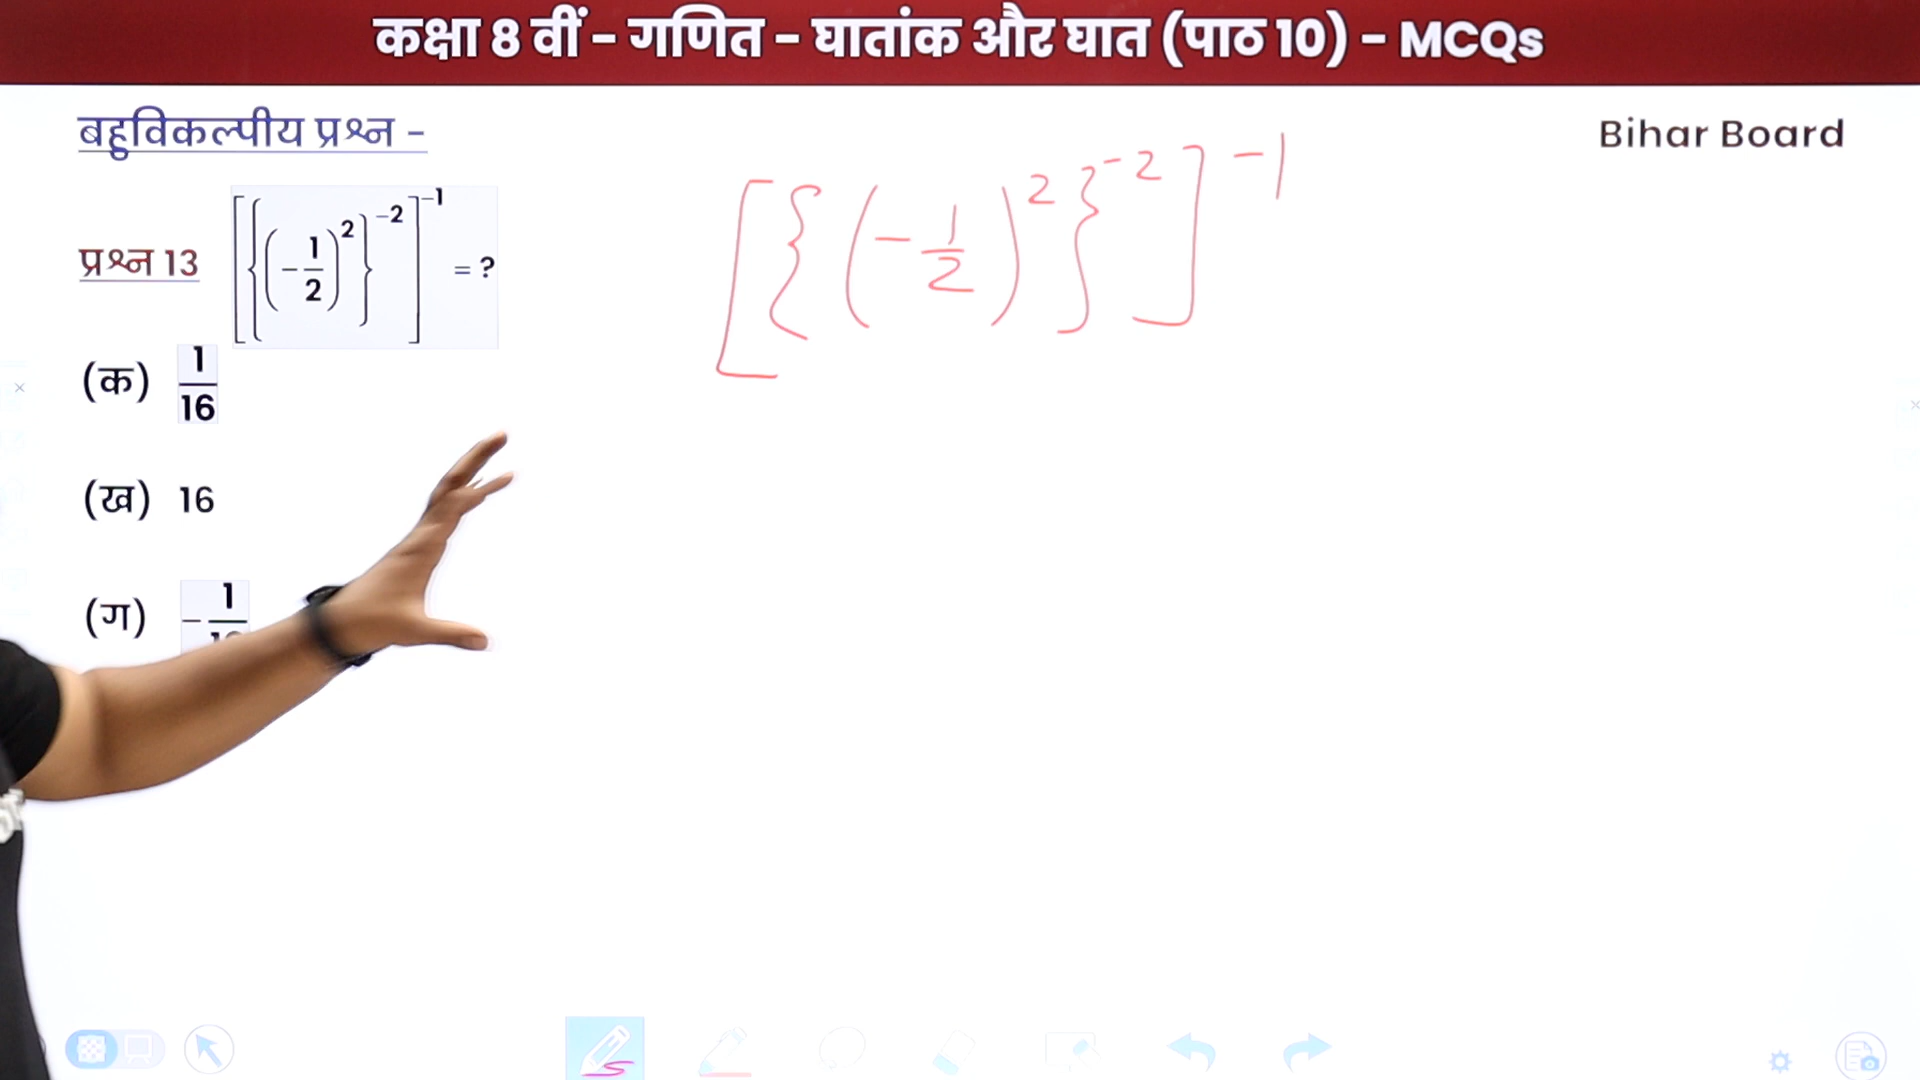 कक्षा 8 वीं - गणित - घातांक और घात (पाठ 10) - MCQs
बहुविकल्पीय प्रश्न -
Bihar Board
प्रश्न 13 [{(-1/2)^2}^-2]^-1 = ?
[{(-1/2)^2}^-2]^-1
(क) 1/16
(ख) 16
(ग) -1/